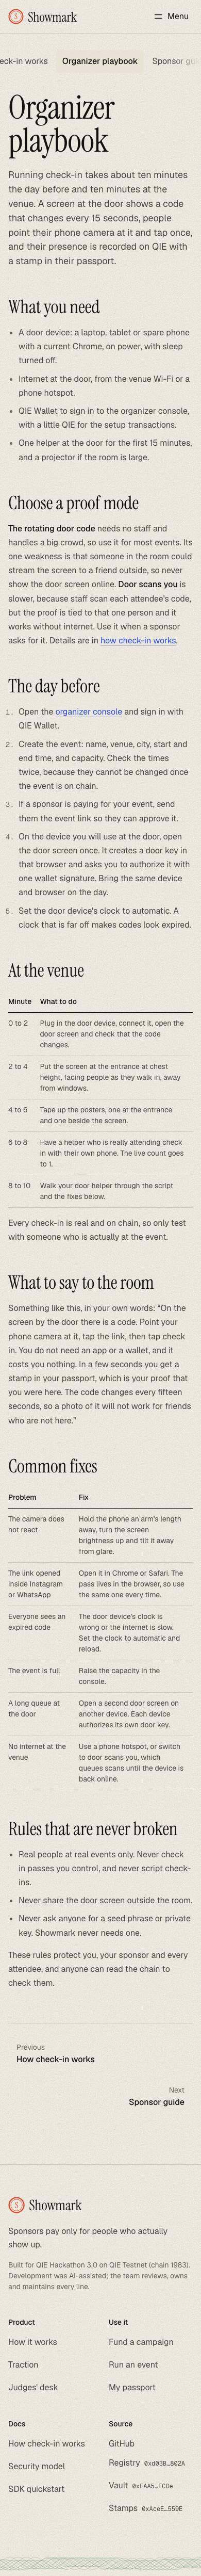 Showmark
Menu
eck-in works
Organizer playbook
Sponsor gui
Organizer
playbook
Running check-in takes about ten minutes
the day before and ten minutes at the
venue. A screen at the door shows a code
that changes every 15 seconds, people
point their phone camera at it and tap once,
and their presence is recorded on QIE with
a stamp in their passport.
What you need
• A door device: a laptop, tablet or spare phone
with a current Chrome, on power, with sleep
turned off.
• Internet at the door, from the venue Wi-Fi or a
phone hotspot.
• QIE Wallet to sign in to the organizer console,
with a little QIE for the setup transactions.
• One helper at the door for the first 15 minutes,
and a projector if the room is large.
Choose a proof mode
The rotating door code needs no staff and
handles a big crowd, so use it for most events. Its
one weakness is that someone in the room could
stream the screen to a friend outside, so never
show the door screen online. Door scans you is
slower, because staff scan each attendee's code,
but the proof is tied to that one person and it
works without internet. Use it when a sponsor
asks for it. Details are in how check-in works.
The day before
1. Open the organizer console and sign in with
QIE Wallet.
2. Create the event: name, venue, city, start and
end time, and capacity. Check the times
twice, because they cannot be changed once
the event is on chain.
3. If a sponsor is paying for your event, send
them the event link so they can approve it.
4. On the device you will use at the door, open
the door screen once. It creates a door key in
that browser and asks you to authorize it with
one wallet signature. Bring the same device
and browser on the day.
5. Set the door device's clock to automatic. A
clock that is far off makes codes look expired.
At the venue
Minute What to do
0 to 2 Plug in the door device, connect it, open the
door screen and check that the code
changes.
2 to 4 Put the screen at the entrance at chest
height, facing people as they walk in, away
from windows.
4 to 6 Tape up the posters, one at the entrance
and one beside the screen.
6 to 8 Have a helper who is really attending check
in with their own phone. The live count goes
to 1.
8 to 10 Walk your door helper through the script
and the fixes below.
Every check-in is real and on chain, so only test
with someone who is actually at the event.
What to say to the room
Something like this, in your own words: “On the
screen by the door there is a code. Point your
phone camera at it, tap the link, then tap check
in. You do not need an app or a wallet, and it
costs you nothing. In a few seconds you get a
stamp in your passport, which is your proof that
you were here. The code changes every fifteen
seconds, so a photo of it will not work for friends
who are not here.”
Common fixes
Problem Fix
The camera does
not react
Hold the phone an arm's length
away, turn the screen
brightness up and tilt it away
from glare.
The link opened
inside Instagram
or WhatsApp
Open it in Chrome or Safari. The
pass lives in the browser, so use
the same one every time.
Everyone sees an
expired code
The door device's clock is
wrong or the internet is slow.
Set the clock to automatic and
reload.
The event is full
Raise the capacity in the
console.
A long queue at
the door
Open a second door screen on
another device. Each device
authorizes its own door key.
No internet at the
venue
Use a phone hotspot, or switch
to door scans you, which
queues scans until the device is
back online.
Rules that are never broken
• Real people at real events only. Never check
in passes you control, and never script check-
ins.
• Never share the door screen outside the room.
• Never ask anyone for a seed phrase or private
key. Showmark never needs one.
These rules protect you, your sponsor and every
attendee, and anyone can read the chain to
check them.
Previous
How check-in works
Next
Sponsor guide
Showmark
Sponsors pay only for people who actually
show up.
Built for QIE Hackathon 3.0 on QIE Testnet (chain 1983).
Development was AI-assisted; the team reviews, owns
and maintains every line.
Product
How it works
Traction
Judges' desk
Use it
Fund a campaign
Run an event
My passport
Docs
How check-in works
Security model
SDK quickstart
Source
GitHub
Registry 0xd03B…802A
Vault 0xFAA5…FCDe
Stamps 0xAceE…559E